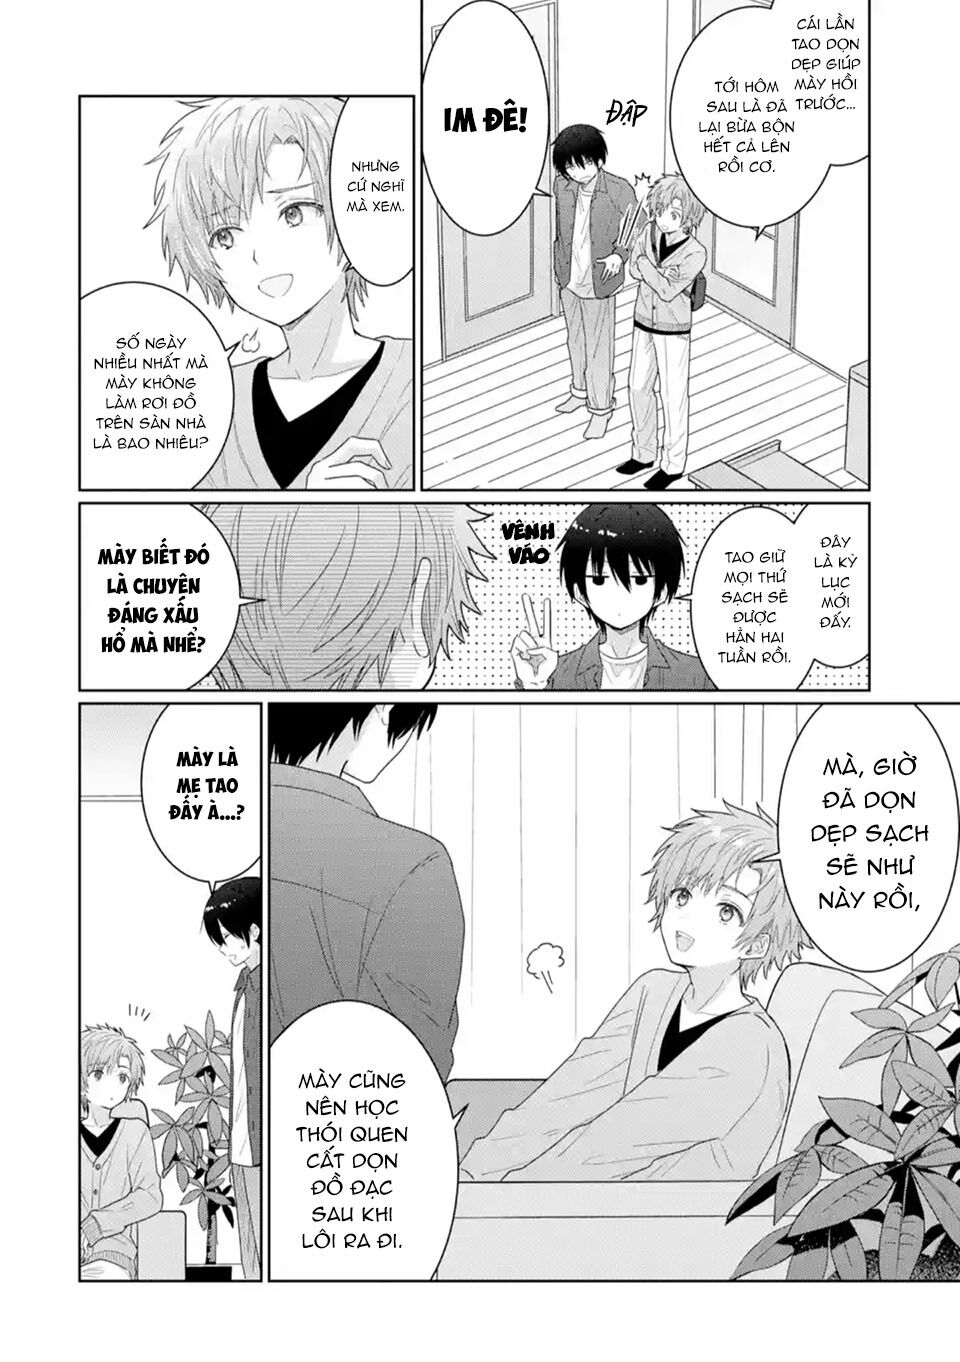 CÁI LẦN
TAO DỌN
DẸP GIÚP
MÀY HỒI
TRƯỚC...
TỚI HÔM
SAU LÀ ĐÃ
LẠI BỪA BỘN
HẾT CẢ LÊN
RỒI CƠ.
ĐẬP
IM ĐÊ!
NHƯNG
CỨ NGHĨ
MÀ XEM.
SỐ NGÀY
NHIỀU NHẤT MÀ
MÀY KHÔNG
LÀM RƠI ĐỒ
TRÊN SÀN NHÀ
LÀ BAO NHIÊU?
ĐÂY
LÀ KỶ
LỤC MỚI
ĐẤY.
TAO GIỮ
MỌI THỨ
SẠCH SẼ
ĐƯỢC
HẲN HAI
TUẦN RỒI.
VÊNH
VÁO
MÀY BIẾT ĐÓ
LÀ CHUYỆN
ĐÁNG XẤU
HỔ MÀ NHỂ?
MÀ, GIỜ
ĐÃ DỌN
DẸP SẠCH
SẼ NHƯ
NÀY RỒI,
MÀY CŨNG
NÊN HỌC
THÓI QUEN
CẤT DỌN
ĐỒ ĐẠC
SAU KHI
LÔI RA ĐI.
MÀY LÀ
MẸ TAO
ĐẤY À...?